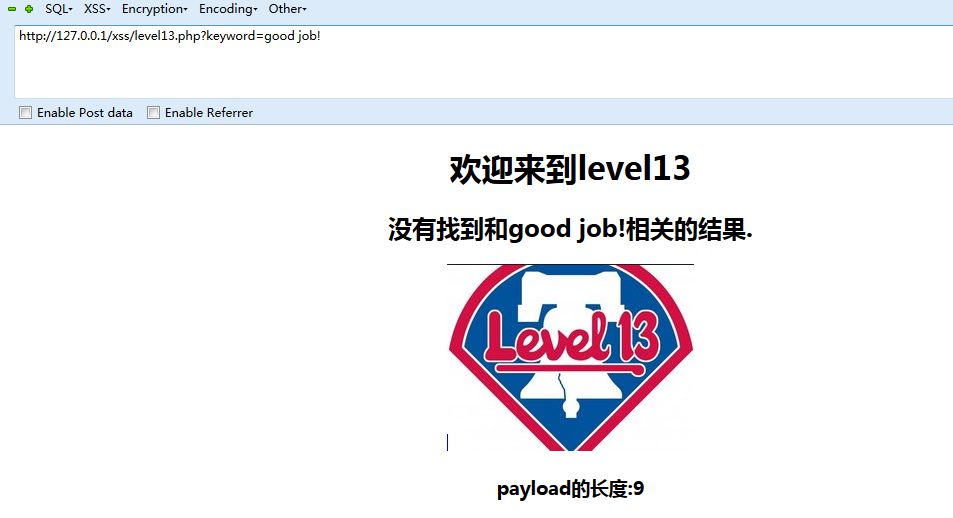 SQL▾ XSS▾ Encryption▾ Encoding▾ Other▾
http://127.0.0.1/xss/level13.php?keyword=good job!
Enable Post data Enable Referrer
欢迎来到level13
没有找到和good job!相关的结果.
Level 13
payload的长度:9